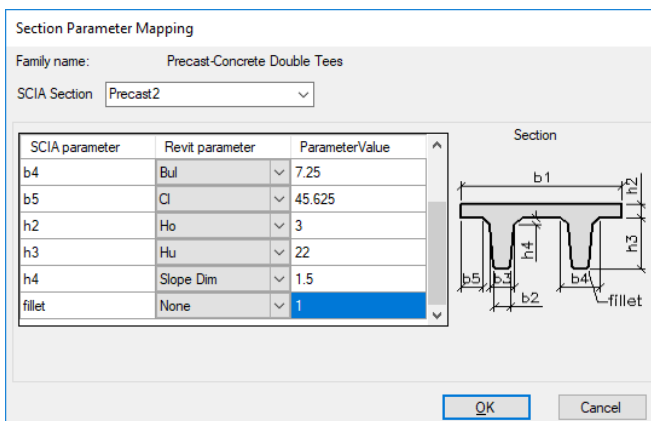 Section Parameter Mapping
Family name: Precast-Concrete Double Tees
SCIA Section Precast2
SCIA parameter Revit parameter ParameterValue
b4 Bul 7.25
b5 Cl 45.625
h2 Ho 3
h3 Hu 22
h4 Slope Dim 1.5
fillet None 1
Section
b1
h2
h4
h3
b5 b3 b4
b2
fillet
OK Cancel